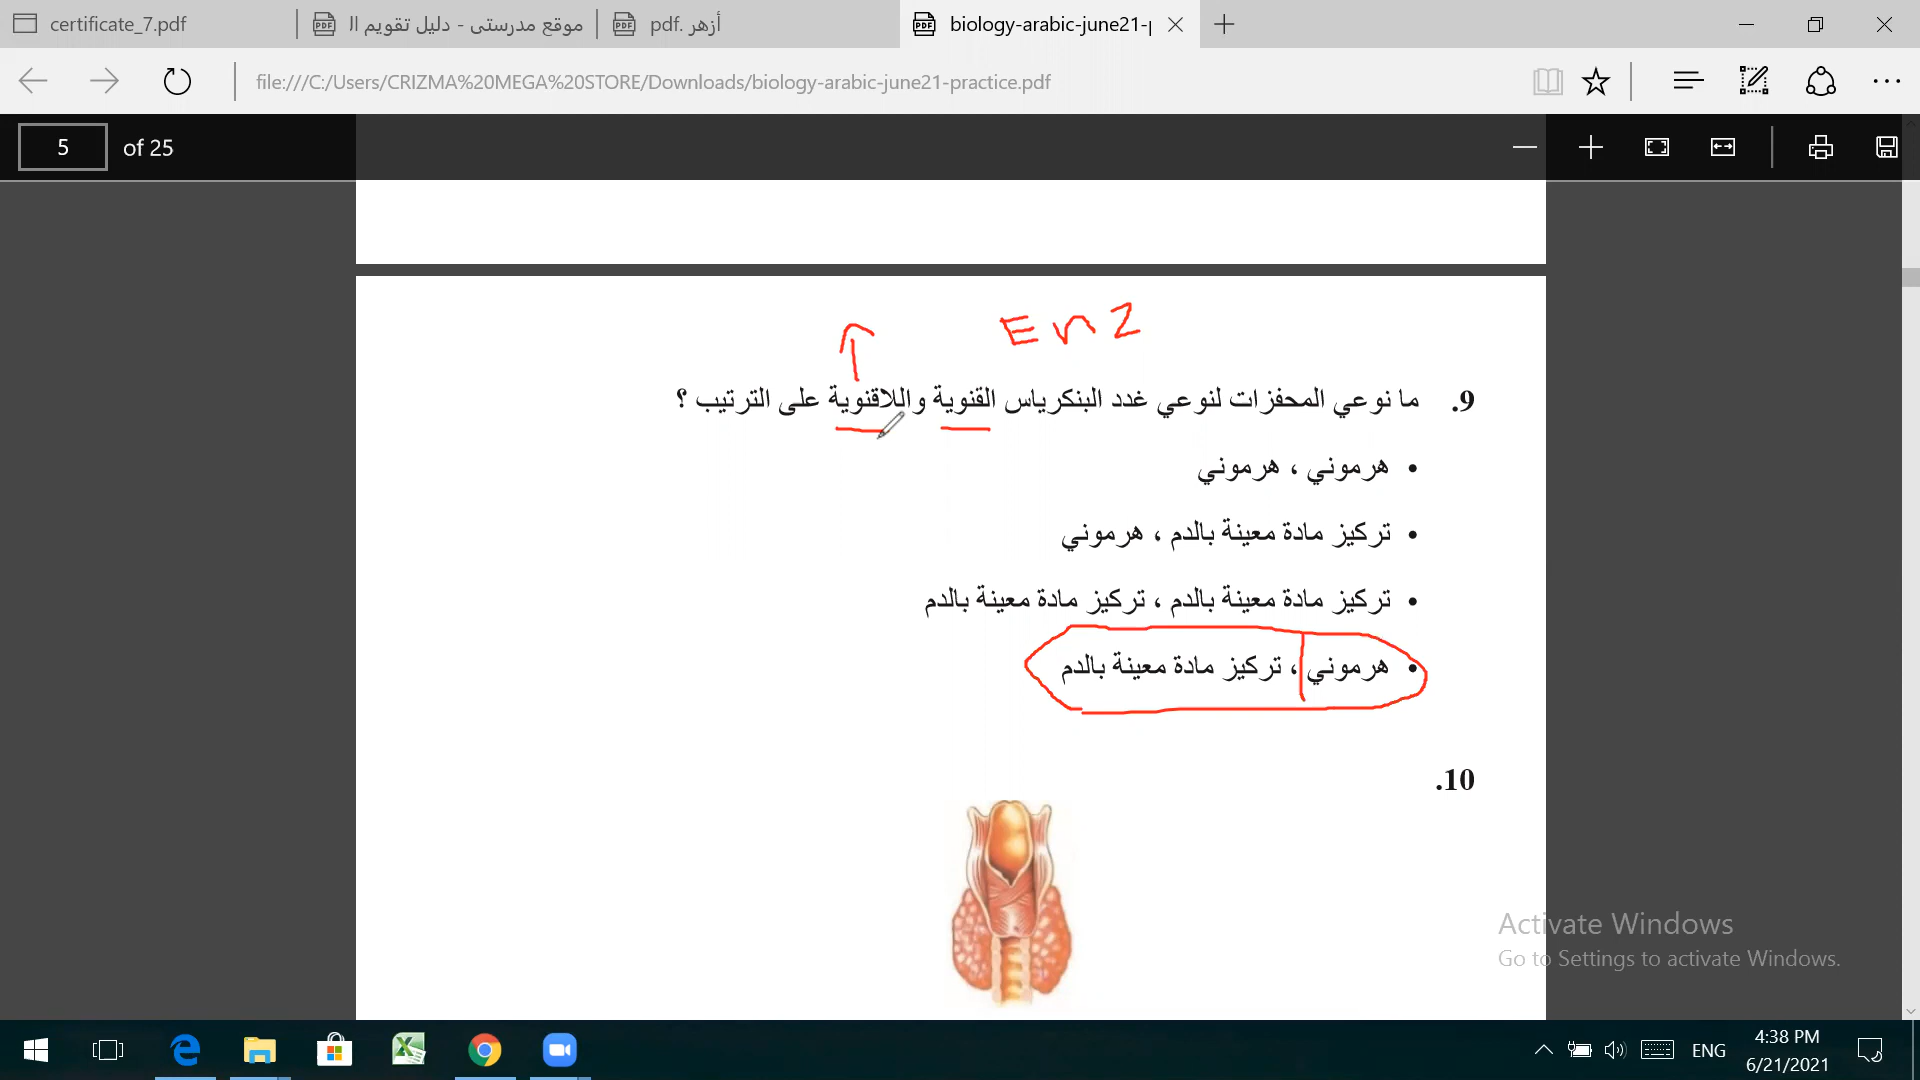 certificate_7.pdf
موقع مدرستى - دليل تقويم ال
أزهر .pdf
biology-arabic-june21-p
file:///C:/Users/CRIZMA%20MEGA%20STORE/Downloads/biology-arabic-june21-practice.pdf
5 of 25
Enz
9. ما نوعي المحفزات لنوعي غدد البنكرياس القنوية واللاقنوية على الترتيب ؟
• هرموني ، هرموني
• تركيز مادة معينة بالدم ، هرموني
• تركيز مادة معينة بالدم ، تركيز مادة معينة بالدم
• هرموني ، تركيز مادة معينة بالدم
10.
Activate Windows
Go to Settings to activate Windows.
ENG
4:38 PM
6/21/2021